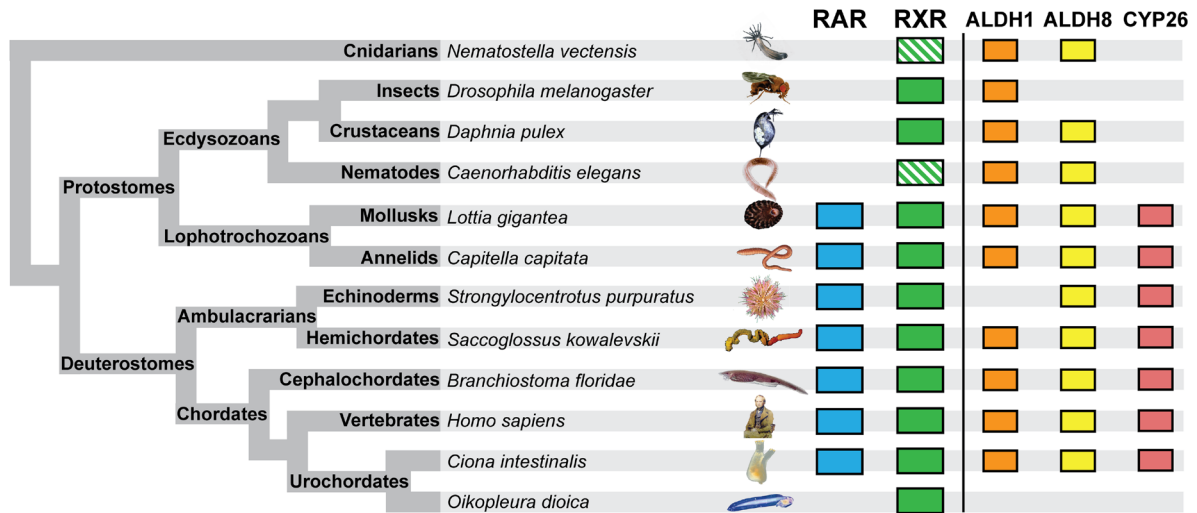 RAR RXR ALDH1 ALDH8 CYP26
Cnidarians Nematostella vectensis
Insects Drosophila melanogaster
Ecdysozoans
Crustaceans Daphnia pulex
Nematodes Caenorhabditis elegans
Protostomes
Mollusks Lottia gigantea
Lophotrochozoans
Annelids Capitella capitata
Echinoderms Strongylocentrotus purpuratus
Ambulacrarians
Hemichordates Saccoglossus kowalevskii
Deuterostomes
Cephalochordates Branchiostoma floridae
Chordates
Vertebrates Homo sapiens
Ciona intestinalis
Urochordates
Oikopleura dioica